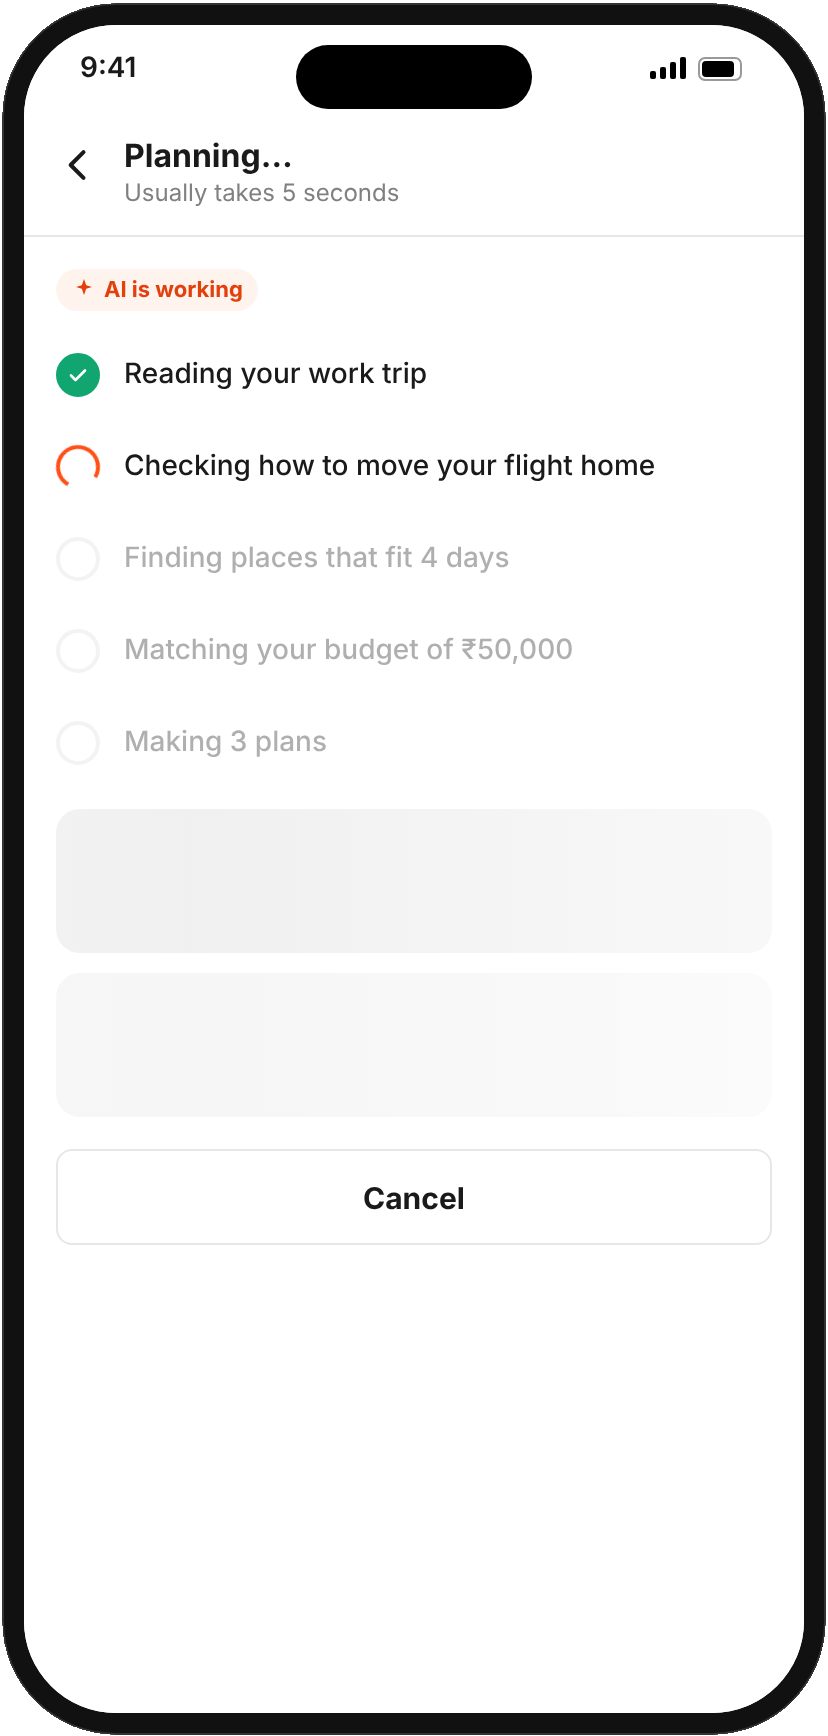 9:41
Planning...
Usually takes 5 seconds
AI is working
Reading your work trip
Checking how to move your flight home
Finding places that fit 4 days
Matching your budget of ₹50,000
Making 3 plans
Cancel